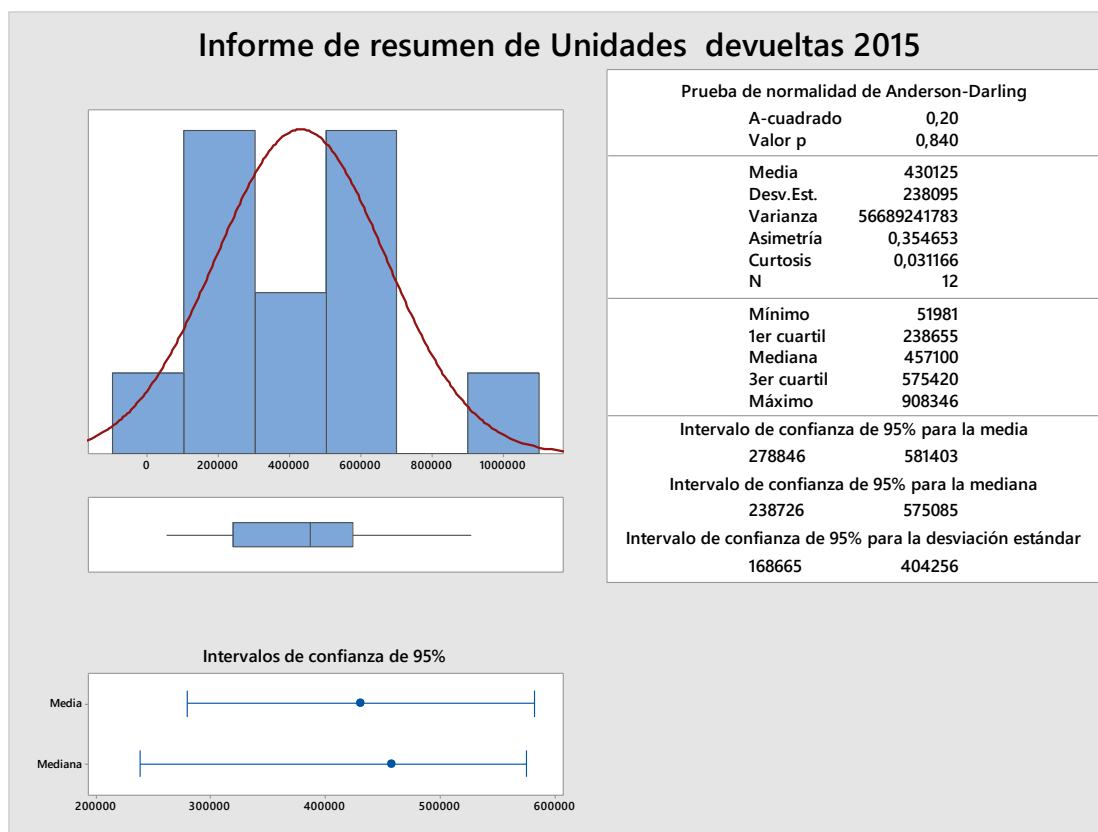 Informe de resumen de Unidades devueltas 2015
0 200000 400000 600000 800000 1000000
Intervalos de confianza de 95%
Media
Mediana
200000 300000 400000 500000 600000
Prueba de normalidad de Anderson-Darling
A-cuadrado 0,20
Valor p 0,840
Media 430125
Desv.Est. 238095
Varianza 56689241783
Asimetría 0,354653
Curtosis 0,031166
N 12
Mínimo 51981
1er cuartil 238655
Mediana 457100
3er cuartil 575420
Máximo 908346
Intervalo de confianza de 95% para la media
278846 581403
Intervalo de confianza de 95% para la mediana
238726 575085
Intervalo de confianza de 95% para la desviación estándar
168665 404256